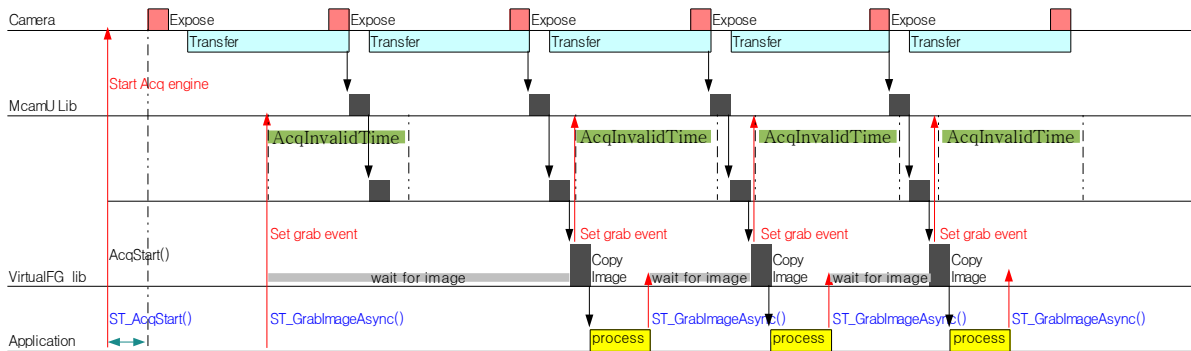 Camera
Expose
Expose
Expose
Expose
Expose
Transfer
Transfer
Transfer
Transfer
Transfer
Start Acq engine
McamU Lib
AcqInvalidTime
AcqInvalidTime
AcqInvalidTime
AcqInvalidTime
Set grab event
Set grab event
Set grab event
Set grab event
AcqStart()
Copy
Image
Copy
Image
Copy
Image
VirtualFG lib
wait for image
wait for image
wait for image
ST_AcqStart()
ST_GrabImageAsync()
ST_GrabImageAsync()
ST_GrabImageAsync()
ST_GrabImageAsync()
Application
process
process
process